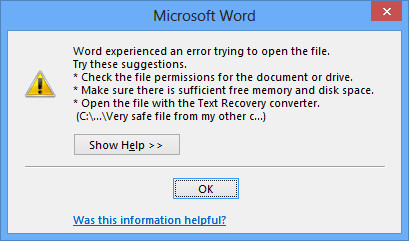 Microsoft Word
Word experienced an error trying to open the file.
Try these suggestions.
* Check the file permissions for the document or drive.
* Make sure there is sufficient free memory and disk space.
* Open the file with the Text Recovery converter.
(C:\...\Very safe file from my other c...)
Show Help >>
OK
Was this information helpful?